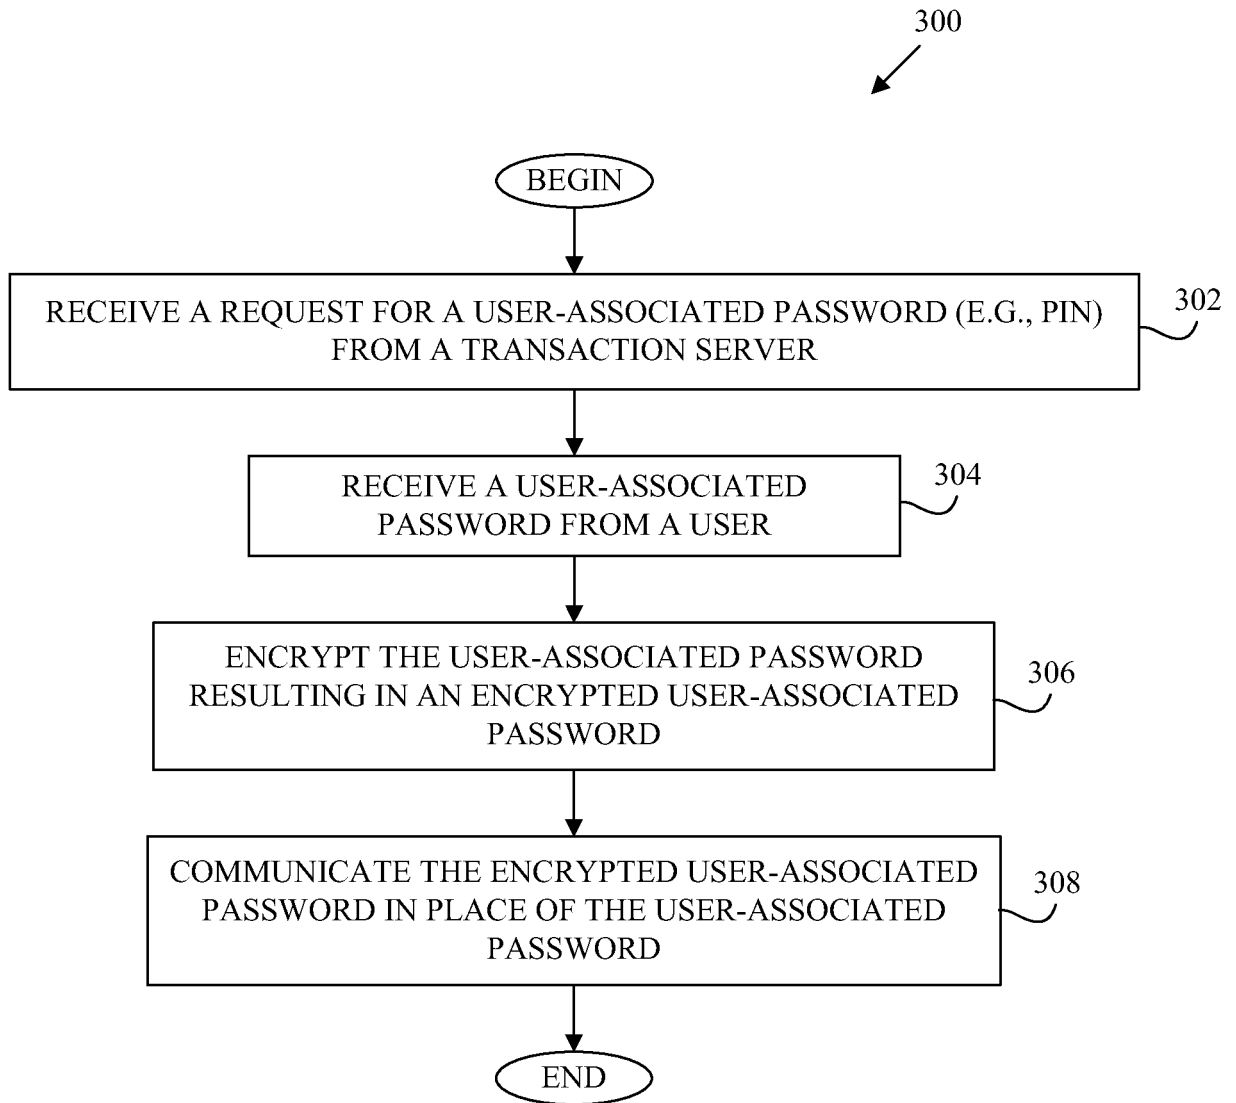 300
BEGIN
RECEIVE A REQUEST FOR A USER-ASSOCIATED PASSWORD (E.G., PIN)
FROM A TRANSACTION SERVER
302
RECEIVE A USER-ASSOCIATED
PASSWORD FROM A USER
304
ENCRYPT THE USER-ASSOCIATED PASSWORD
RESULTING IN AN ENCRYPTED USER-ASSOCIATED
PASSWORD
306
COMMUNICATE THE ENCRYPTED USER-ASSOCIATED
PASSWORD IN PLACE OF THE USER-ASSOCIATED
PASSWORD
308
END